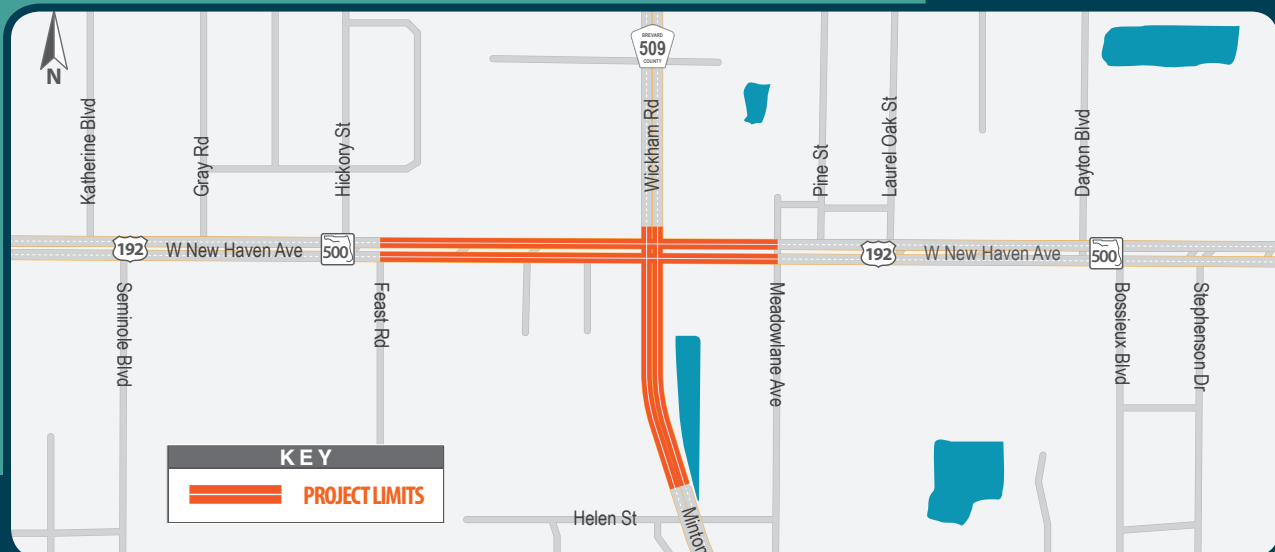 BREVARD
509
COUNTY
N
Katherine Blvd
Gray Rd
Hickory St
Wickham Rd
Pine St
Laurel Oak St
Dayton Blvd
192
W New Haven Ave
500
192
W New Haven Ave
500
Seminole Blvd
Feast Rd
Meadowlane Ave
Bossieux Blvd
Stephenson Dr
KEY
PROJECT LIMITS
Helen St
Minton